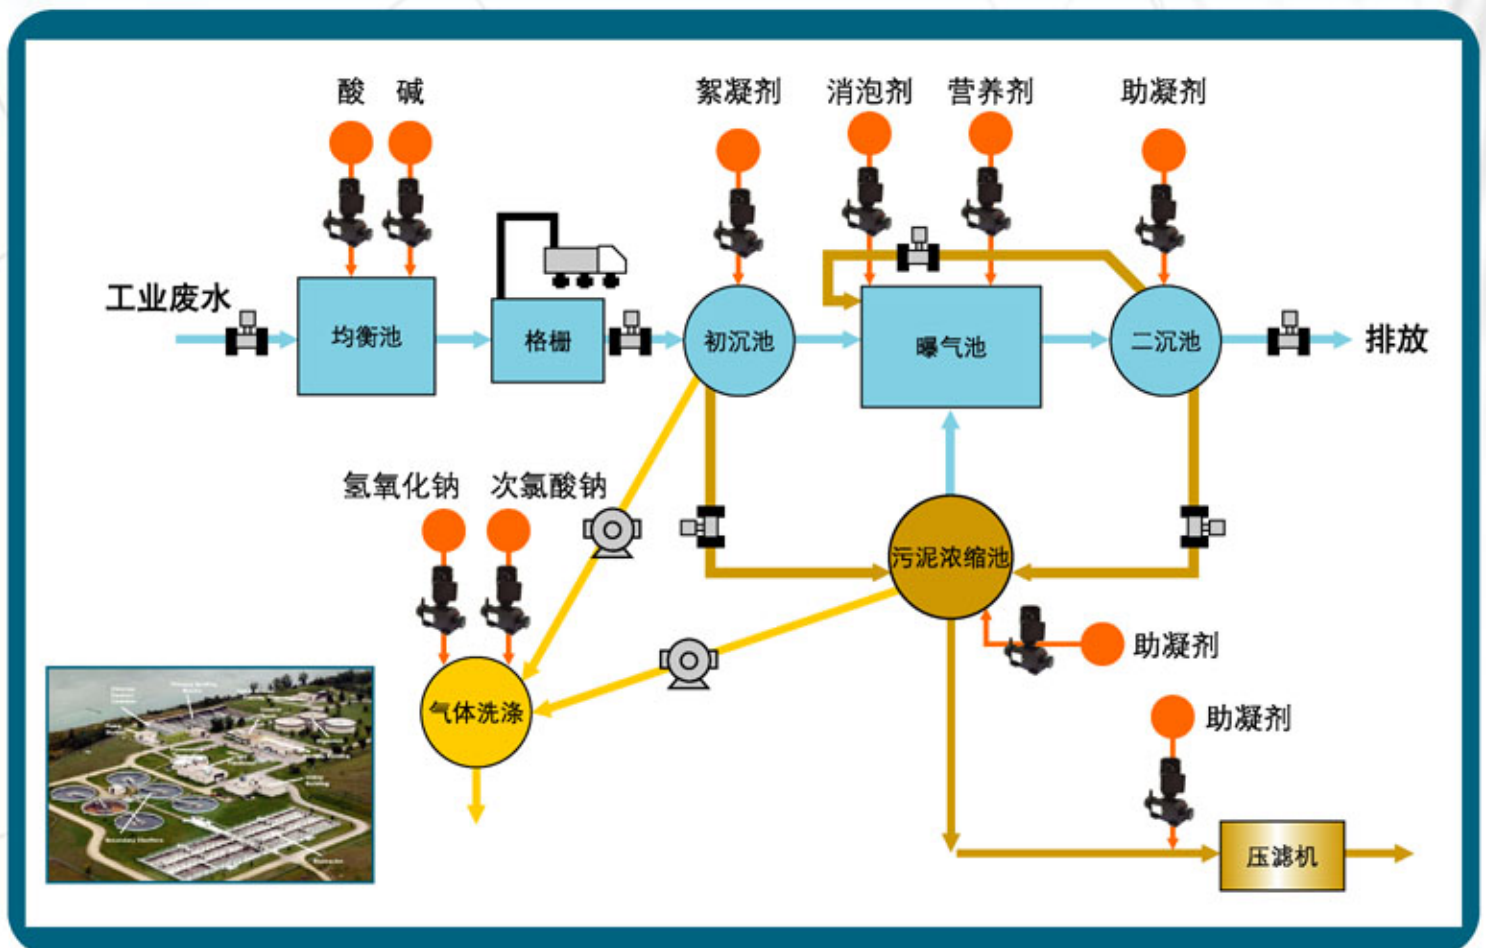 酸 碱 絮凝剂 消泡剂 营养剂 助凝剂
工业废水
均衡池
格栅
初沉池
曝气池
二沉池
排放
氢氧化钠 次氯酸钠
污泥浓缩池
助凝剂
气体洗涤
助凝剂
压滤机